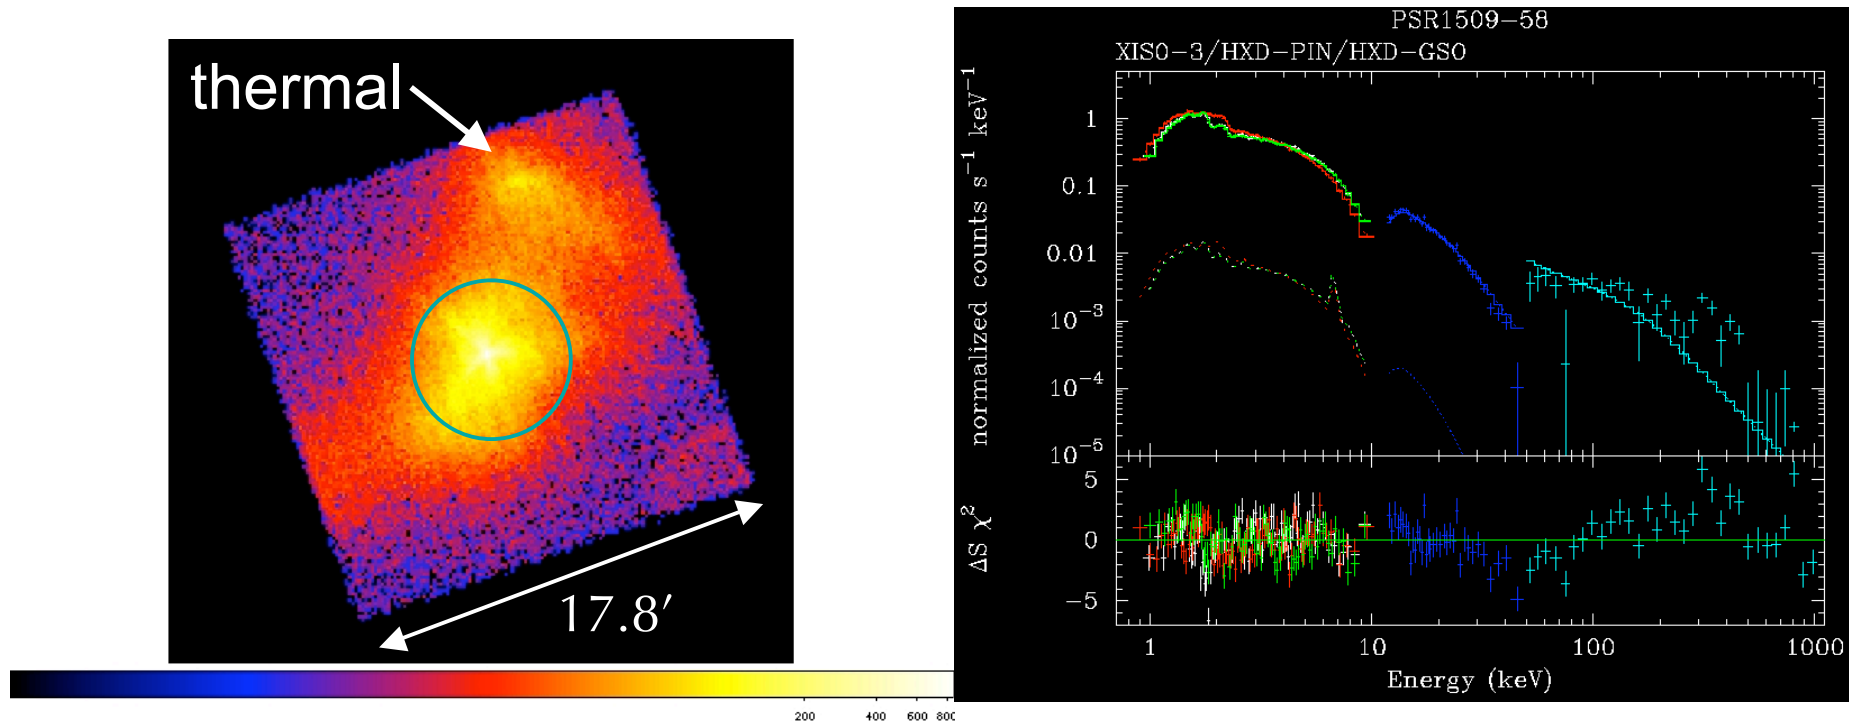 thermal
17.8′
200 400 600 800
PSR1509−58
XIS0−3/HXD−PIN/HXD−GSO
normalized counts s⁻¹ keV⁻¹
1
0.1
0.01
10⁻³
10⁻⁴
10⁻⁵
ΔS χ²
5
0
−5
1 10 100 1000
Energy (keV)